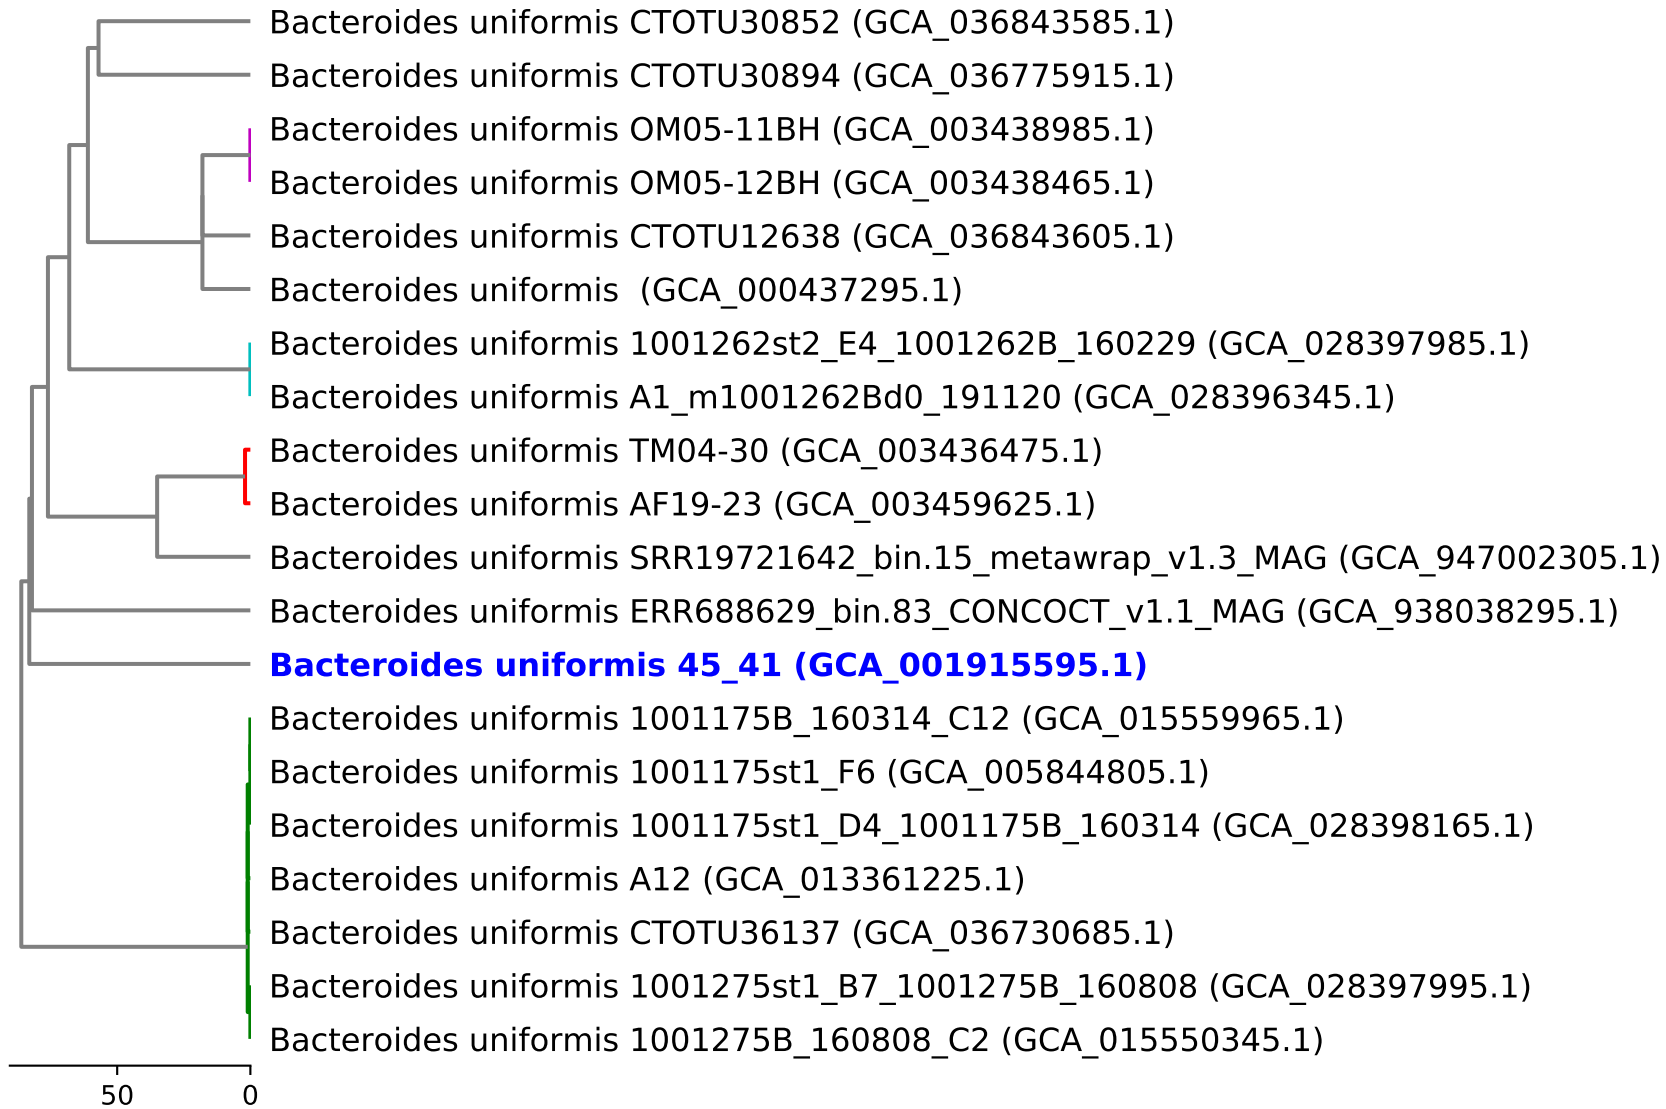 Bacteroides uniformis CTOTU30852 (GCA_036843585.1)
Bacteroides uniformis CTOTU30894 (GCA_036775915.1)
Bacteroides uniformis OM05-11BH (GCA_003438985.1)
Bacteroides uniformis OM05-12BH (GCA_003438465.1)
Bacteroides uniformis CTOTU12638 (GCA_036843605.1)
Bacteroides uniformis  (GCA_000437295.1)
Bacteroides uniformis 1001262st2_E4_1001262B_160229 (GCA_028397985.1)
Bacteroides uniformis A1_m1001262Bd0_191120 (GCA_028396345.1)
Bacteroides uniformis TM04-30 (GCA_003436475.1)
Bacteroides uniformis AF19-23 (GCA_003459625.1)
Bacteroides uniformis SRR19721642_bin.15_metawrap_v1.3_MAG (GCA_947002305.1)
Bacteroides uniformis ERR688629_bin.83_CONCOCT_v1.1_MAG (GCA_938038295.1)
Bacteroides uniformis 45_41 (GCA_001915595.1)
Bacteroides uniformis 1001175B_160314_C12 (GCA_015559965.1)
Bacteroides uniformis 1001175st1_F6 (GCA_005844805.1)
Bacteroides uniformis 1001175st1_D4_1001175B_160314 (GCA_028398165.1)
Bacteroides uniformis A12 (GCA_013361225.1)
Bacteroides uniformis CTOTU36137 (GCA_036730685.1)
Bacteroides uniformis 1001275st1_B7_1001275B_160808 (GCA_028397995.1)
Bacteroides uniformis 1001275B_160808_C2 (GCA_015550345.1)
50 0